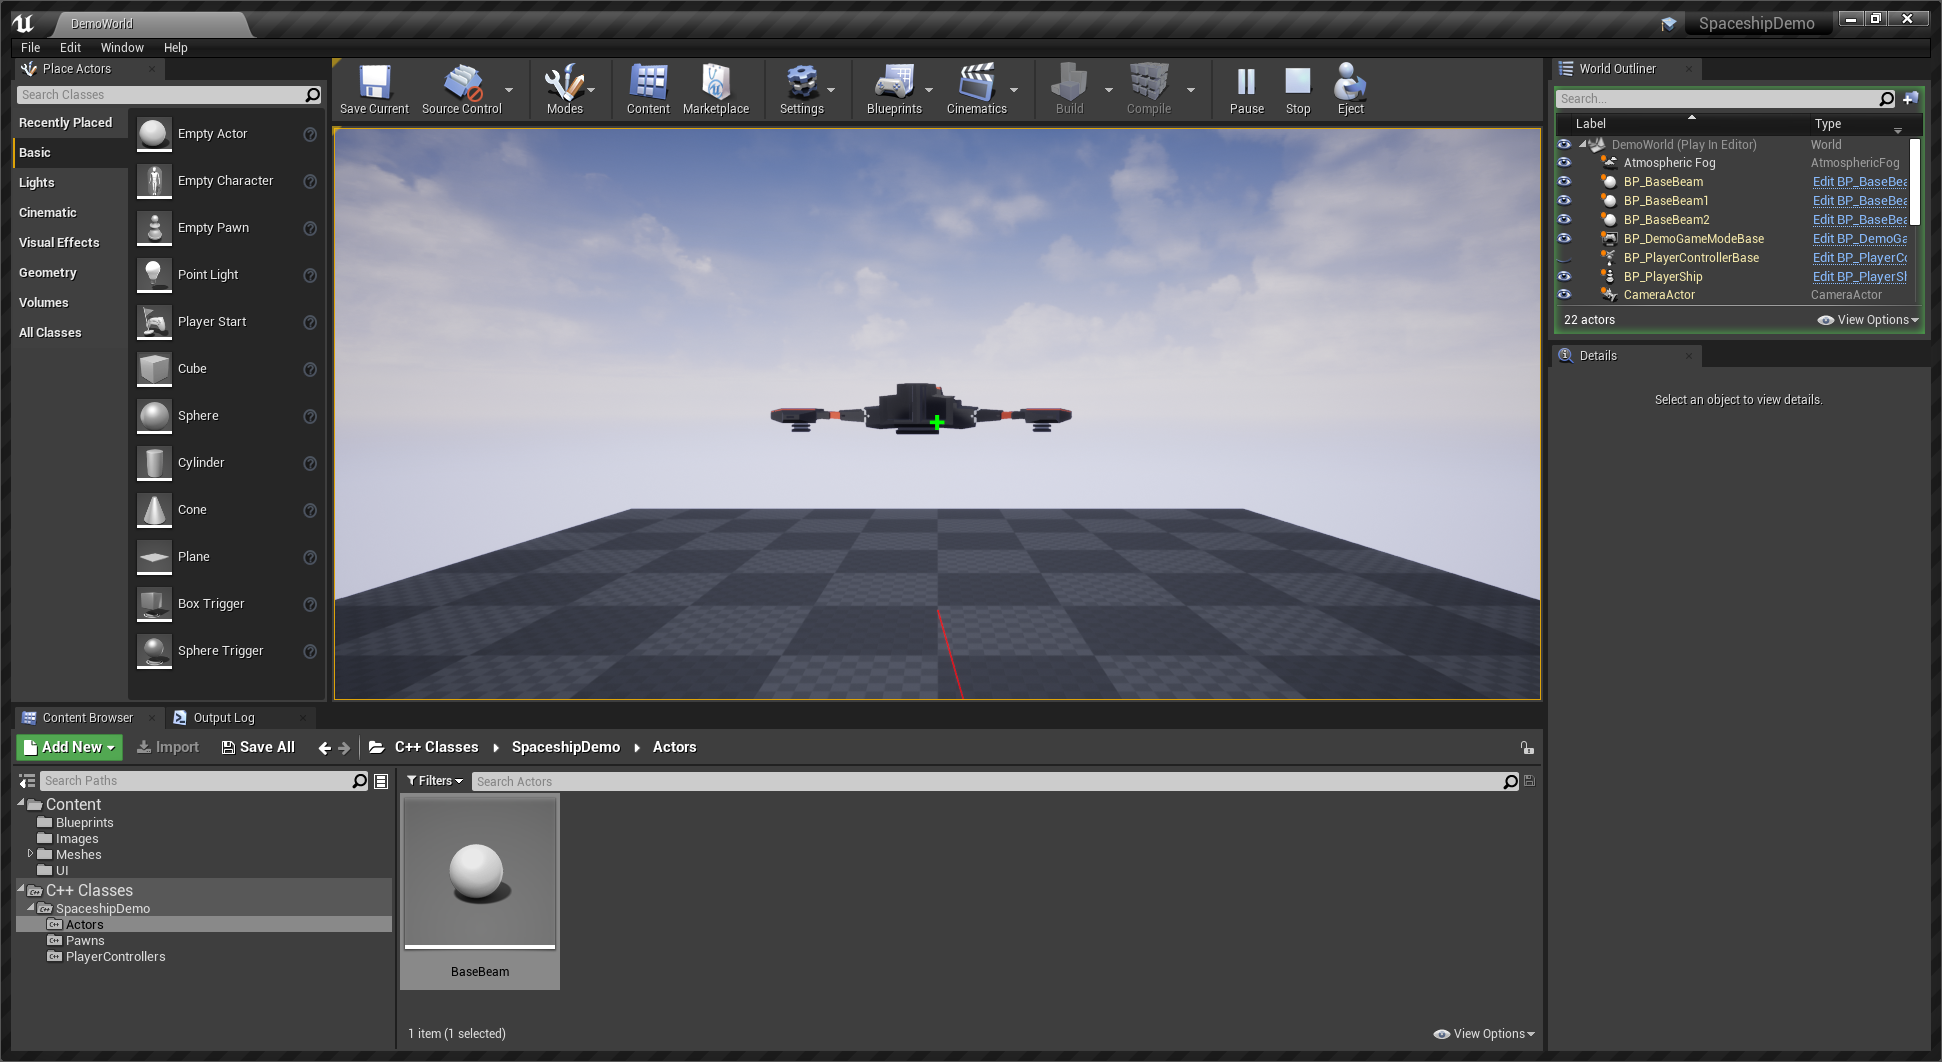 DemoWorld
SpaceshipDemo
File Edit Window Help
Place Actors
Search Classes
Recently Placed
Basic
Lights
Cinematic
Visual Effects
Geometry
Volumes
All Classes
Empty Actor
Empty Character
Empty Pawn
Point Light
Player Start
Cube
Sphere
Cylinder
Cone
Plane
Box Trigger
Sphere Trigger
Save Current
Source Control
Modes
Content
Marketplace
Settings
Blueprints
Cinematics
Build
Compile
Pause
Stop
Eject
World Outliner
Search...
Label Type
DemoWorld (Play In Editor) World
Atmospheric Fog AtmosphericFog
BP_BaseBeam Edit BP_BaseBea
BP_BaseBeam1 Edit BP_BaseBea
BP_BaseBeam2 Edit BP_BaseBea
BP_DemoGameModeBase Edit BP_DemoGa
BP_PlayerControllerBase Edit BP_PlayerCo
BP_PlayerShip Edit BP_PlayerSh
CameraActor CameraActor
22 actors View Options
Details
Select an object to view details.
Content Browser Output Log
Add New Import Save All C++ Classes SpaceshipDemo Actors
Search Paths
Content
Blueprints
Images
Meshes
UI
C++ Classes
SpaceshipDemo
Actors
Pawns
PlayerControllers
Filters Search Actors
BaseBeam
1 item (1 selected) View Options